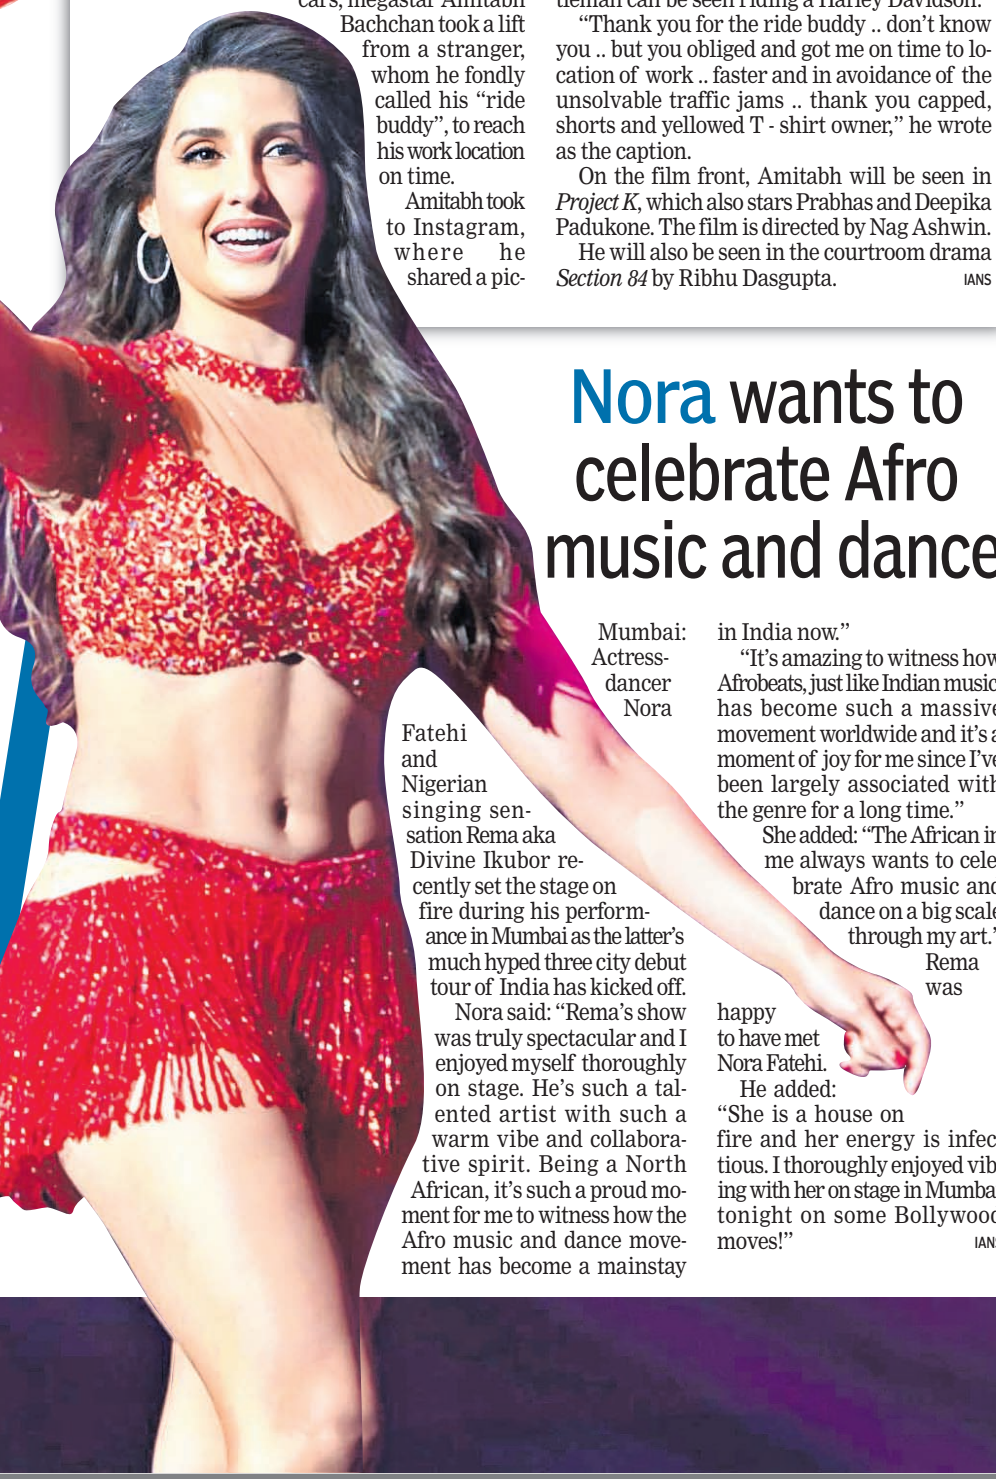 cars, megastar Amitabh
Bachchan took a lift
from a stranger,
whom he fondly
called his “ride
buddy”, to reach
his work location
on time.
Amitabh took
to Instagram,
where he
shared a pic-
tleman can be seen riding a Harley Davidson.
“Thank you for the ride buddy .. don’t know
you .. but you obliged and got me on time to lo-
cation of work .. faster and in avoidance of the
unsolvable traffic jams .. thank you capped,
shorts and yellowed T - shirt owner,” he wrote
as the caption.
On the film front, Amitabh will be seen in
Project K, which also stars Prabhas and Deepika
Padukone. The film is directed by Nag Ashwin.
He will also be seen in the courtroom drama
Section 84 by Ribhu Dasgupta. IANS
Nora wants to
celebrate Afro
music and dance
Mumbai:
Actress-
dancer
Nora
Fatehi
and
Nigerian
singing sen-
sation Rema aka
Divine Ikubor re-
cently set the stage on
fire during his perform-
ance in Mumbai as the latter’s
much hyped three city debut
tour of India has kicked off.
Nora said: “Rema’s show
was truly spectacular and I
enjoyed myself thoroughly
on stage. He’s such a tal-
ented artist with such a
warm vibe and collabora-
tive spirit. Being a North
African, it’s such a proud mo-
ment for me to witness how the
Afro music and dance move-
ment has become a mainstay
in India now.”
“It’s amazing to witness how
Afrobeats, just like Indian music
has become such a massive
movement worldwide and it’s a
moment of joy for me since I’ve
been largely associated with
the genre for a long time.”
She added: “The African in
me always wants to cele
brate Afro music and
dance on a big scale
through my art.”
Rema
was
happy
to have met
Nora Fatehi.
He added:
“She is a house on
fire and her energy is infec
tious. I thoroughly enjoyed vib
ing with her on stage in Mumba
tonight on some Bollywood
moves!” IANS